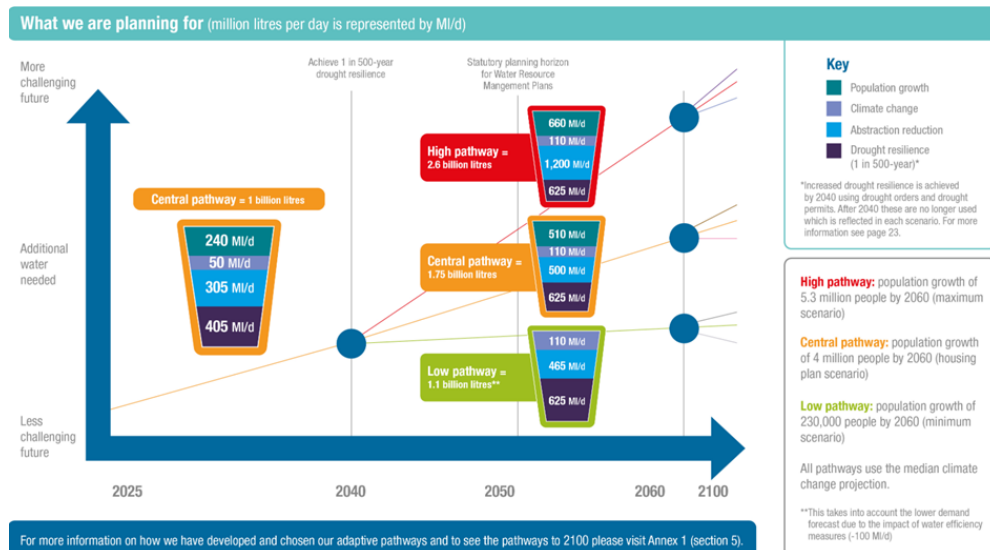 What we are planning for (million litres per day is represented by Ml/d)
More
challenging
future
Additional
water
needed
Less
challenging
future
Achieve 1 in 500-year
drought resilience
Statutory planning horizon
for Water Resource
Mangement Plans
Central pathway = 1 billion litres
240 Ml/d
50 Ml/d
305 Ml/d
405 Ml/d
High pathway =
2.6 billion litres
660 Ml/d
110 Ml/d
1,200 Ml/d
625 Ml/d
Central pathway =
1.75 billion litres
510 Ml/d
110 Ml/d
500 Ml/d
625 Ml/d
Low pathway =
1.1 billion litres**
110 Ml/d
465 Ml/d
625 Ml/d
2025
2040
2050
2060
2100
For more information on how we have developed and chosen our adaptive pathways and to see the pathways to 2100 please visit Annex 1 (section 5).
Key
Population growth
Climate change
Abstraction reduction
Drought resilience
(1 in 500-year)*
*Increased drought resilience is achieved
by 2040 using drought orders and drought
permits. After 2040 these are no longer used
which is reflected in each scenario. For more
information see page 23.
High pathway: population growth of
5.3 million people by 2060 (maximum
scenario)
Central pathway: population growth
of 4 million people by 2060 (housing
plan scenario)
Low pathway: population growth of
230,000 people by 2060 (minimum
scenario)
All pathways use the median climate
change projection.
**This takes into account the lower demand
forecast due to the impact of water efficiency
measures (-100 Ml/d)